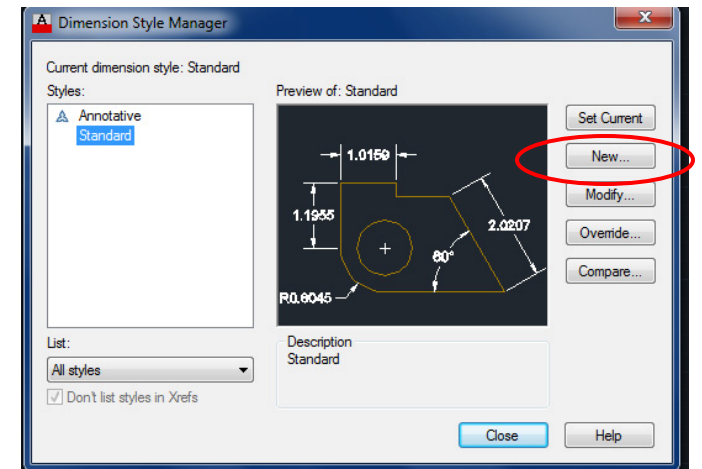 Dimension Style Manager
Current dimension style: Standard
Styles:
Annotative
Standard
Preview of: Standard
1.0159
1.1955
2.0207
60°
R0.6045
Set Current
New...
Modify...
Override...
Compare...
List:
All styles
Don't list styles in Xrefs
Description
Standard
Close
Help